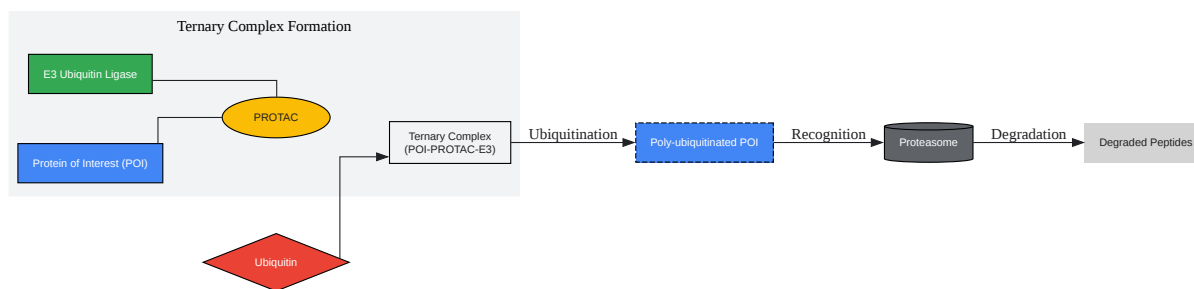 Ternary Complex Formation
E3 Ubiquitin Ligase
PROTAC
Protein of Interest (POI)
Ternary Complex
(POI-PROTAC-E3)
Ubiquitination
Poly-ubiquitinated POI
Recognition
Proteasome
Degradation
Degraded Peptides
Ubiquitin